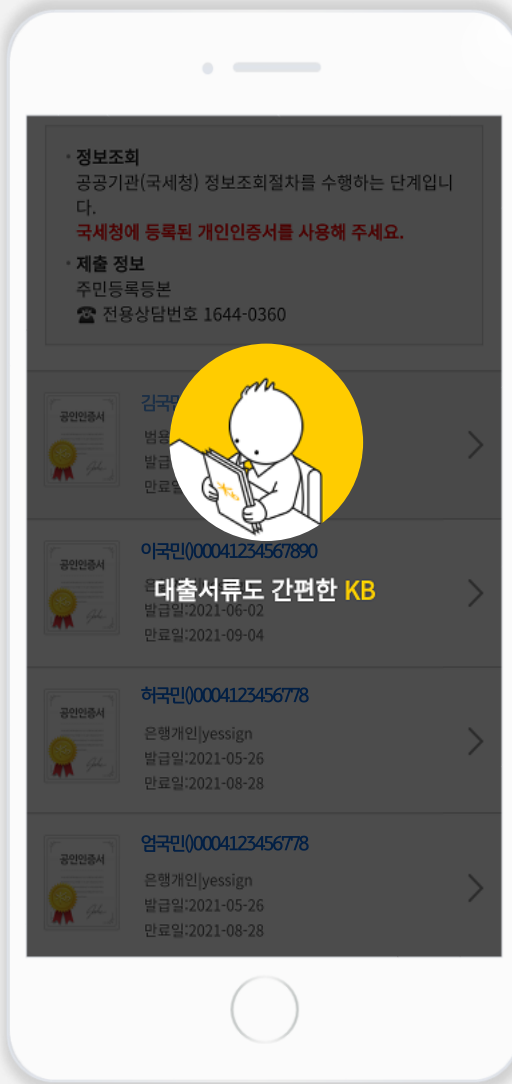 · 정보조회
공공기관(국세청) 정보조회절차를 수행하는 단계입니
다.
국세청에 등록된 개인인증서를 사용해 주세요.
· 제출 정보
주민등록등본
☎ 전용상담번호 1644-0360
공인인증서
김국민
범용
발급
만료일
공인인증서
이국민()00041234567890
대출서류도 간편한 KB
발급일:2021-06-02
만료일:2021-09-04
공인인증서
허국민()0004123456778
은행개인|yessign
발급일:2021-05-26
만료일:2021-08-28
공인인증서
엄국민()0004123456778
은행개인|yessign
발급일:2021-05-26
만료일:2021-08-28